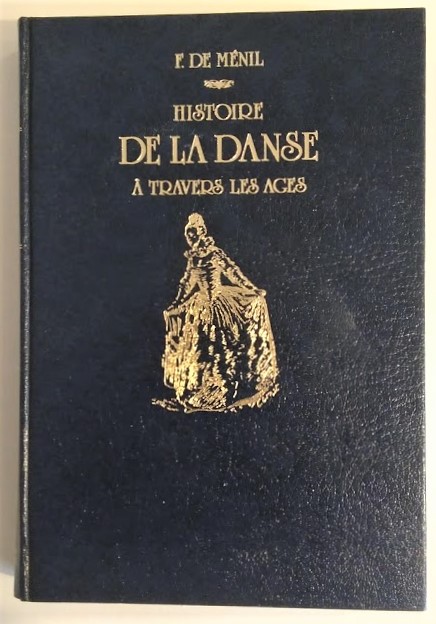 F. DE MÉNIL
HISTOIRE
DE LA DANSE
À TRAVERS LES AGES